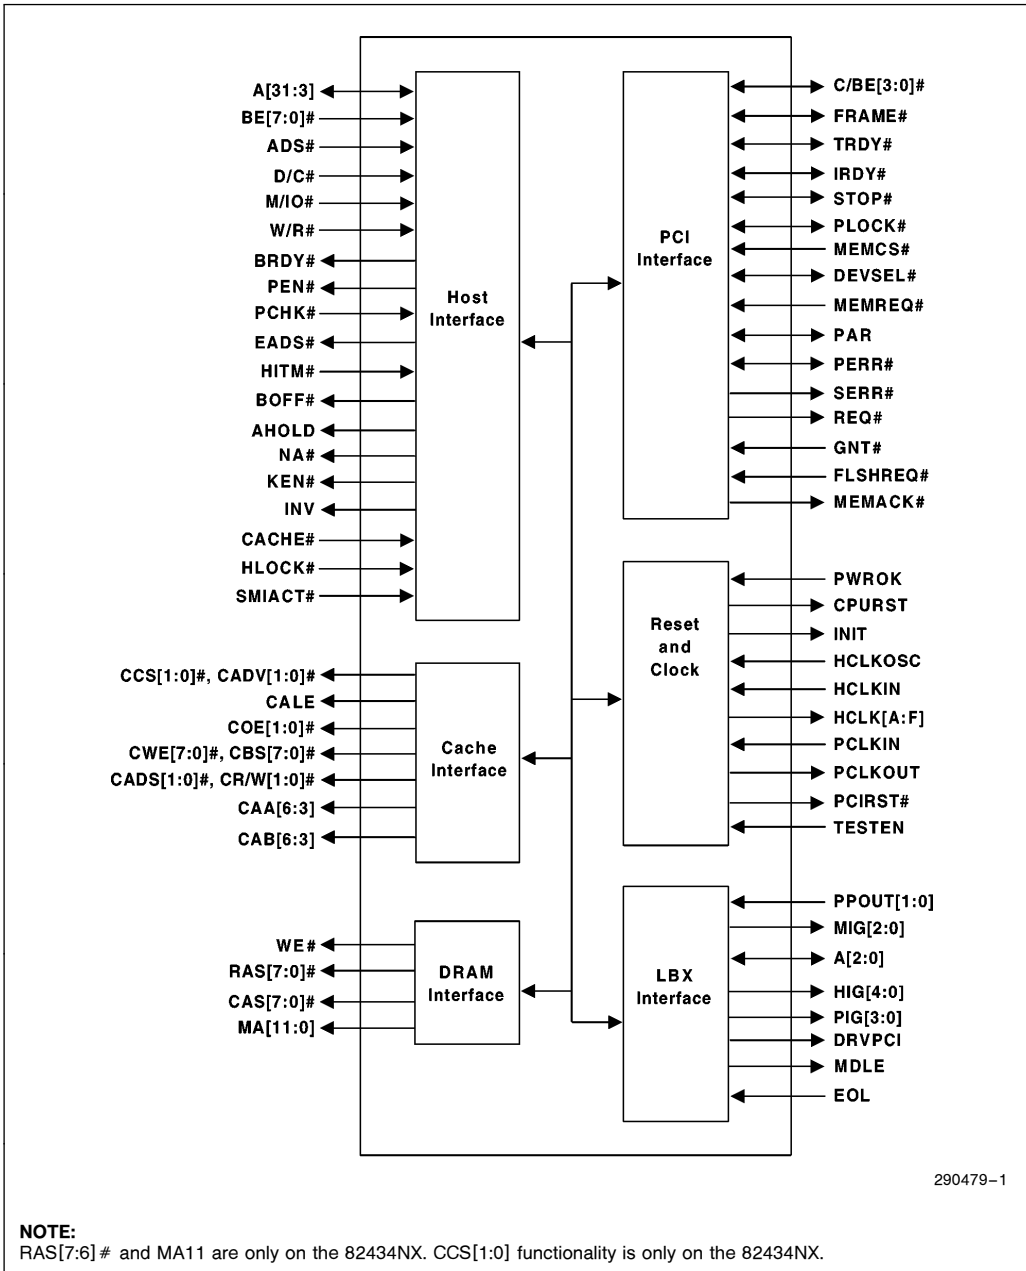 A[31:3]
BE[7:0]#
ADS#
D/C#
M/IO#
W/R#
BRDY#
PEN#
PCHK#
EADS#
HITM#
BOFF#
AHOLD
NA#
KEN#
INV
CACHE#
HLOCK#
SMIACT#
Host
Interface
CCS[1:0]#, CADV[1:0]#
CALE
COE[1:0]#
CWE[7:0]#, CBS[7:0]#
CADS[1:0]#, CR/W[1:0]#
CAA[6:3]
CAB[6:3]
Cache
Interface
WE#
RAS[7:0]#
CAS[7:0]#
MA[11:0]
DRAM
Interface
PCI
Interface
C/BE[3:0]#
FRAME#
TRDY#
IRDY#
STOP#
PLOCK#
MEMCS#
DEVSEL#
MEMREQ#
PAR
PERR#
SERR#
REQ#
GNT#
FLSHREQ#
MEMACK#
Reset
and
Clock
PWROK
CPURST
INIT
HCLKOSC
HCLKIN
HCLK[A:F]
PCLKIN
PCLKOUT
PCIRST#
TESTEN
LBX
Interface
PPOUT[1:0]
MIG[2:0]
A[2:0]
HIG[4:0]
PIG[3:0]
DRVPCI
MDLE
EOL
290479–1
NOTE:
RAS[7:6]# and MA11 are only on the 82434NX. CCS[1:0] functionality is only on the 82434NX.